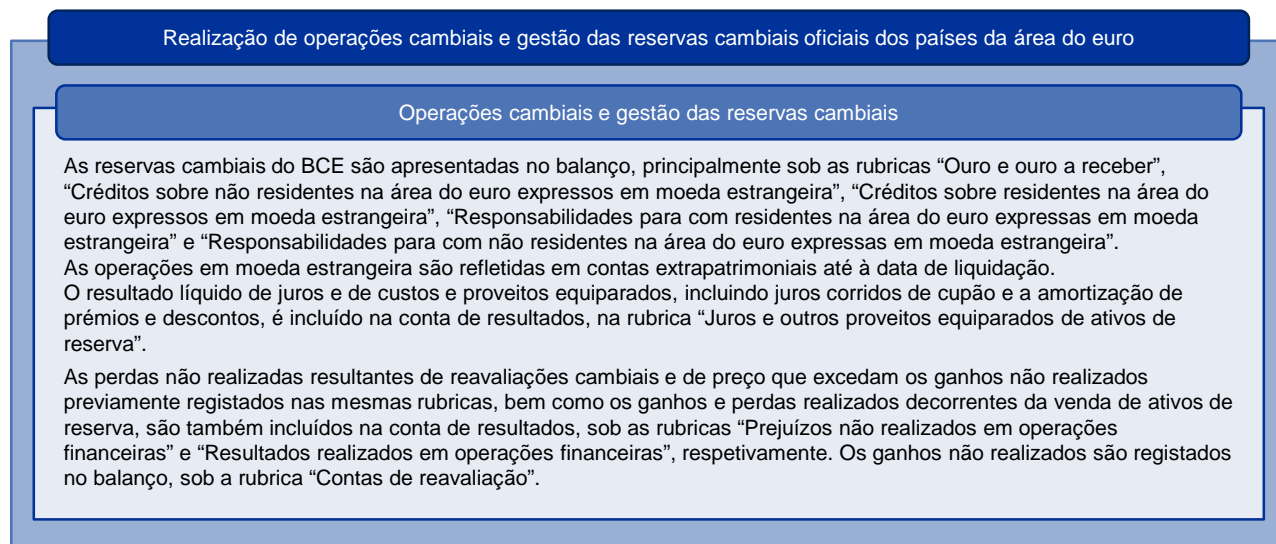 Realização de operações cambiais e gestão das reservas cambiais oficiais dos países da área do euro
Operações cambiais e gestão das reservas cambiais
As reservas cambiais do BCE são apresentadas no balanço, principalmente sob as rubricas “Ouro e ouro a receber”,
“Créditos sobre não residentes na área do euro expressos em moeda estrangeira”, “Créditos sobre residentes na área do
euro expressos em moeda estrangeira”, “Responsabilidades para com residentes na área do euro expressas em moeda
estrangeira” e “Responsabilidades para com não residentes na área do euro expressas em moeda estrangeira”.
As operações em moeda estrangeira são refletidas em contas extrapatrimoniais até à data de liquidação.
O resultado líquido de juros e de custos e proveitos equiparados, incluindo juros corridos de cupão e a amortização de
prémios e descontos, é incluído na conta de resultados, na rubrica “Juros e outros proveitos equiparados de ativos de
reserva”.
As perdas não realizadas resultantes de reavaliações cambiais e de preço que excedam os ganhos não realizados
previamente registados nas mesmas rubricas, bem como os ganhos e perdas realizados decorrentes da venda de ativos de
reserva, são também incluídos na conta de resultados, sob as rubricas “Prejuízos não realizados em operações
financeiras” e “Resultados realizados em operações financeiras”, respetivamente. Os ganhos não realizados são registados
no balanço, sob a rubrica “Contas de reavaliação”.